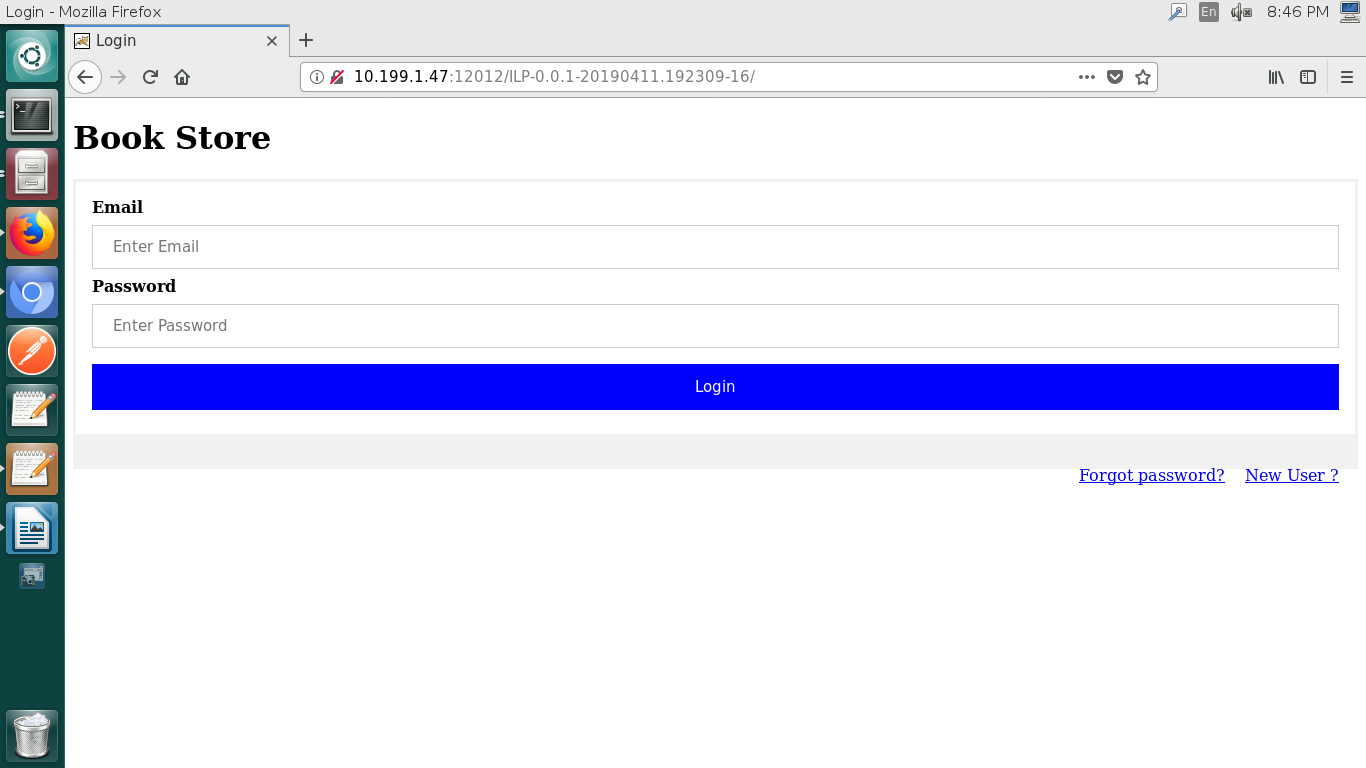 Login - Mozilla Firefox
En
8:46 PM
Login
10.199.1.47:12012/ILP-0.0.1-20190411.192309-16/
Book Store
Email
Enter Email
Password
Enter Password
Login
Forgot password? New User ?